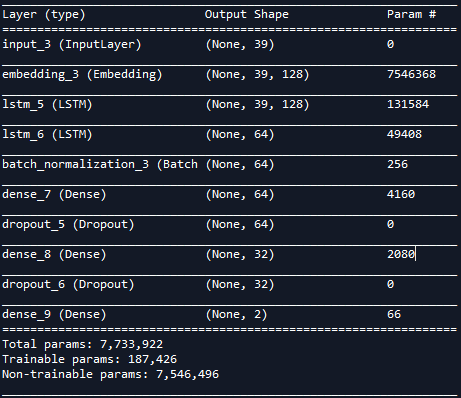 Layer (type) Output Shape Param #
=================================================================
input_3 (InputLayer) (None, 39) 0
embedding_3 (Embedding) (None, 39, 128) 7546368
lstm_5 (LSTM) (None, 39, 128) 131584
lstm_6 (LSTM) (None, 64) 49408
batch_normalization_3 (Batch (None, 64) 256
dense_7 (Dense) (None, 64) 4160
dropout_5 (Dropout) (None, 64) 0
dense_8 (Dense) (None, 32) 2080
dropout_6 (Dropout) (None, 32) 0
dense_9 (Dense) (None, 2) 66
=================================================================
Total params: 7,733,922
Trainable params: 187,426
Non-trainable params: 7,546,496